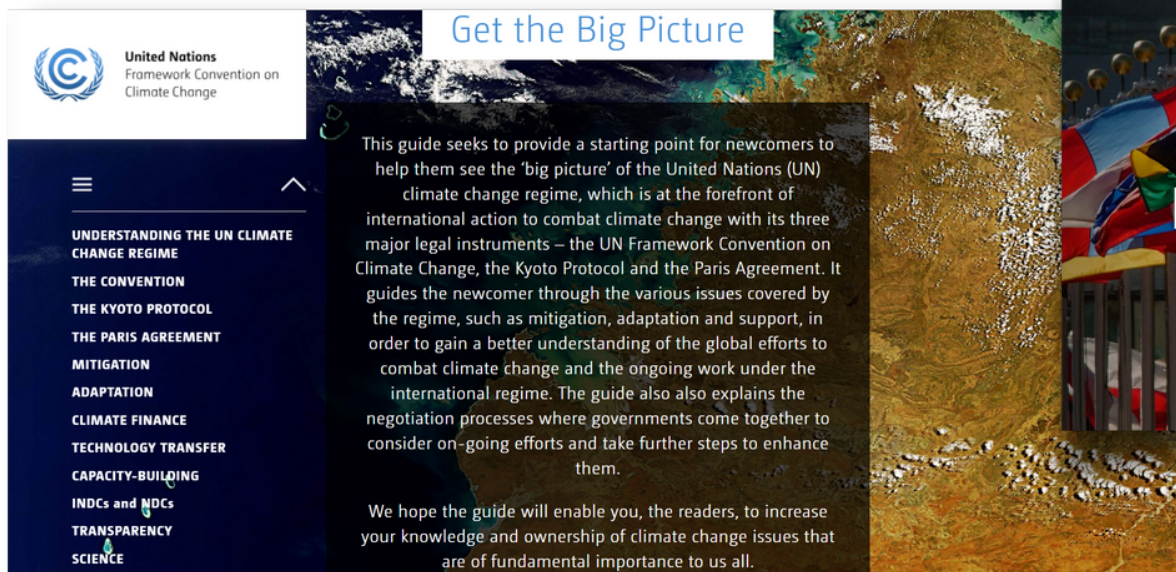 Get the Big Picture
United Nations
Framework Convention on
Climate Change
UNDERSTANDING THE UN CLIMATE
CHANGE REGIME
THE CONVENTION
THE KYOTO PROTOCOL
THE PARIS AGREEMENT
MITIGATION
ADAPTATION
CLIMATE FINANCE
TECHNOLOGY TRANSFER
CAPACITY-BUILDING
INDCs and NDCs
TRANSPARENCY
SCIENCE
This guide seeks to provide a starting point for newcomers to
help them see the ‘big picture’ of the United Nations (UN)
climate change regime, which is at the forefront of
international action to combat climate change with its three
major legal instruments – the UN Framework Convention on
Climate Change, the Kyoto Protocol and the Paris Agreement. It
guides the newcomer through the various issues covered by
the regime, such as mitigation, adaptation and support, in
order to gain a better understanding of the global efforts to
combat climate change and the ongoing work under the
international regime. The guide also also explains the
negotiation processes where governments come together to
consider on-going efforts and take further steps to enhance
them.
We hope the guide will enable you, the readers, to increase
your knowledge and ownership of climate change issues that
are of fundamental importance to us all.